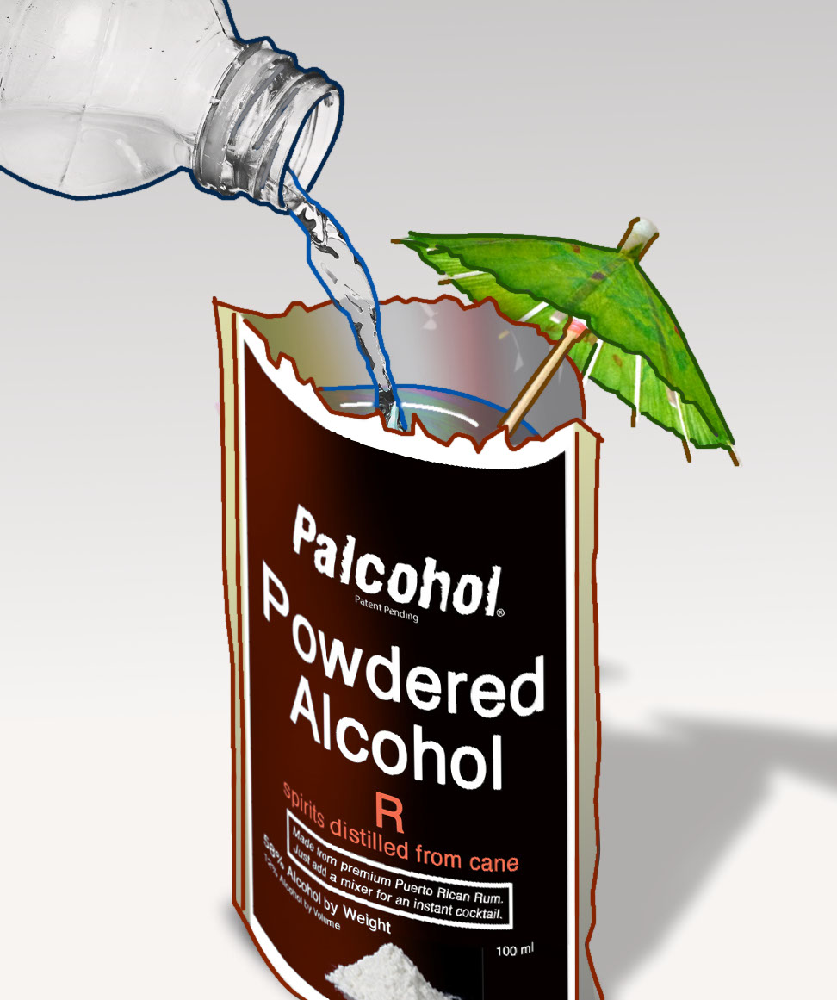 Palcohol®
Patent Pending
Powdered
Alcohol
R
spirits distilled from cane
Made from premium Puerto Rican Rum.
Just add a mixer for an instant cocktail.
58% Alcohol by Weight
12% Alcohol by Volume
100 ml